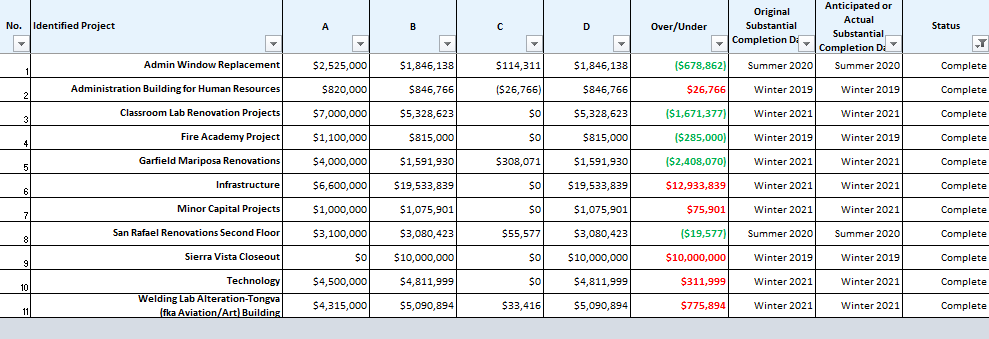 No. Identified Project A B C D Over/Under Original Substantial Completion Da Anticipated or Actual Substantial Completion Da Status
1 Admin Window Replacement $2,525,000 $1,846,138 $114,311 $1,846,138 ($678,862) Summer 2020 Summer 2020 Complete
2 Administration Building for Human Resources $820,000 $846,766 ($26,766) $846,766 $26,766 Winter 2019 Winter 2019 Complete
3 Classroom Lab Renovation Projects $7,000,000 $5,328,623 $0 $5,328,623 ($1,671,377) Winter 2021 Winter 2021 Complete
4 Fire Academy Project $1,100,000 $815,000 $0 $815,000 ($285,000) Winter 2019 Winter 2019 Complete
5 Garfield Mariposa Renovations $4,000,000 $1,591,930 $308,071 $1,591,930 ($2,408,070) Winter 2021 Winter 2021 Complete
6 Infrastructure $6,600,000 $19,533,839 $0 $19,533,839 $12,933,839 Winter 2021 Winter 2021 Complete
7 Minor Capital Projects $1,000,000 $1,075,901 $0 $1,075,901 $75,901 Winter 2021 Winter 2021 Complete
8 San Rafael Renovations Second Floor $3,100,000 $3,080,423 $55,577 $3,080,423 ($19,577) Summer 2020 Summer 2020 Complete
9 Sierra Vista Closeout $0 $10,000,000 $0 $10,000,000 $10,000,000 Winter 2019 Winter 2019 Complete
10 Technology $4,500,000 $4,811,999 $0 $4,811,999 $311,999 Winter 2021 Winter 2021 Complete
11 Welding Lab Alteration-Tongva (fka Aviation/Art) Building $4,315,000 $5,090,894 $33,416 $5,090,894 $775,894 Winter 2021 Winter 2021 Complete